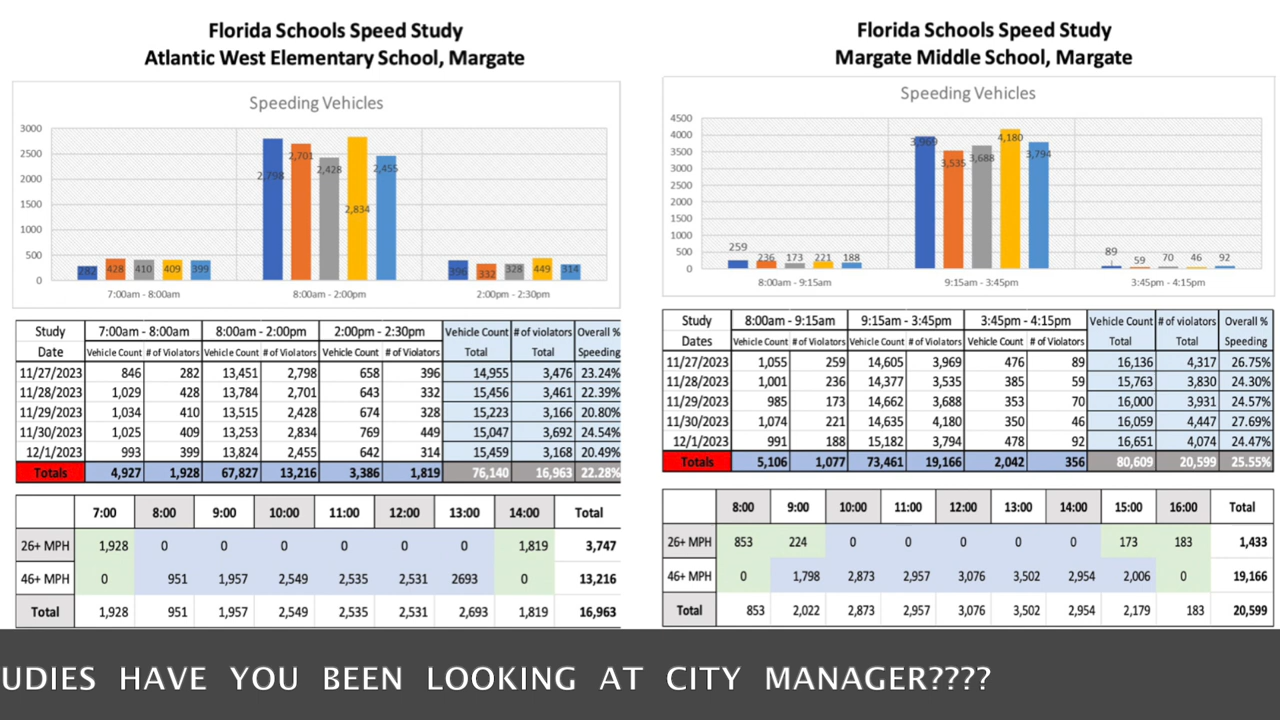 Florida Schools Speed Study
Atlantic West Elementary School, Margate
Speeding Vehicles
3000
2500
2000
1500
1000
500
0
2,798 2,701 2,428 2,834 2,455
282 428 410 409 399
396 332 328 449 314
7:00am - 8:00am 8:00am - 2:00pm 2:00pm - 2:30pm
Study 7:00am - 8:00am 8:00am - 2:00pm 2:00pm - 2:30pm Vehicle Count # of violators Overall %
Date Vehicle Count # of Violators Vehicle Count # of Violators Vehicle Count # of Violators Total Total Speeding
11/27/2023 846 282 13,451 2,798 658 396 14,955 3,476 23.24%
11/28/2023 1,029 428 13,784 2,701 643 332 15,456 3,461 22.39%
11/29/2023 1,034 410 13,515 2,428 674 328 15,223 3,166 20.80%
11/30/2023 1,025 409 13,253 2,834 769 449 15,047 3,692 24.54%
12/1/2023 993 399 13,824 2,455 642 314 15,459 3,168 20.49%
Totals 4,927 1,928 67,827 13,216 3,386 1,819 76,140 16,963 22.28%
7:00 8:00 9:00 10:00 11:00 12:00 13:00 14:00 Total
26+ MPH 1,928 0 0 0 0 0 0 1,819 3,747
46+ MPH 0 951 1,957 2,549 2,535 2,531 2693 0 13,216
Total 1,928 951 1,957 2,549 2,535 2,531 2,693 1,819 16,963
Florida Schools Speed Study
Margate Middle School, Margate
Speeding Vehicles
4500
4000
3500
3000
2500
2000
1500
1000
500
0
3,969 3,535 3,688 4,180 3,794
259 236 173 221 188
89 59 70 46 92
8:00am - 9:15am 9:15am - 3:45pm 3:45pm - 4:15pm
Study 8:00am - 9:15am 9:15am - 3:45pm 3:45pm - 4:15pm Vehicle Count # of violators Overall %
Dates Vehicle Count # of Violators Vehicle Count # of Violators Vehicle Count # of Violators Total Total Speeding
11/27/2023 1,055 259 14,605 3,969 476 89 16,136 4,317 26.75%
11/28/2023 1,001 236 14,377 3,535 385 59 15,763 3,830 24.30%
11/29/2023 985 173 14,662 3,688 353 70 16,000 3,931 24.57%
11/30/2023 1,074 221 14,635 4,180 350 46 16,059 4,447 27.69%
12/1/2023 991 188 15,182 3,794 478 92 16,651 4,074 24.47%
Totals 5,106 1,077 73,461 19,166 2,042 356 80,609 20,599 25.55%
8:00 9:00 10:00 11:00 12:00 13:00 14:00 15:00 16:00 Total
26+ MPH 853 224 0 0 0 0 0 173 183 1,433
46+ MPH 0 1,798 2,873 2,957 3,076 3,502 2,954 2,006 0 19,166
Total 853 2,022 2,873 2,957 3,076 3,502 2,954 2,179 183 20,599
UDIES HAVE YOU BEEN LOOKING AT CITY MANAGER????